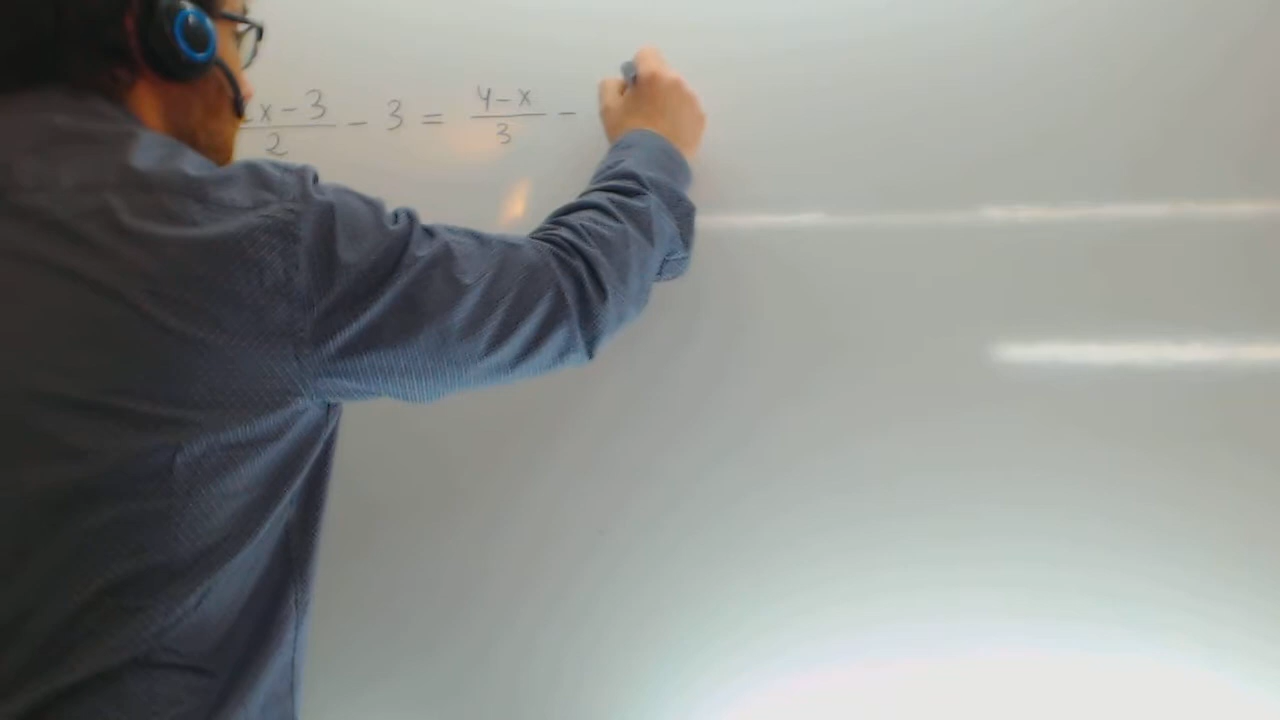 x-3/2 - 3 = 4-x/3 -